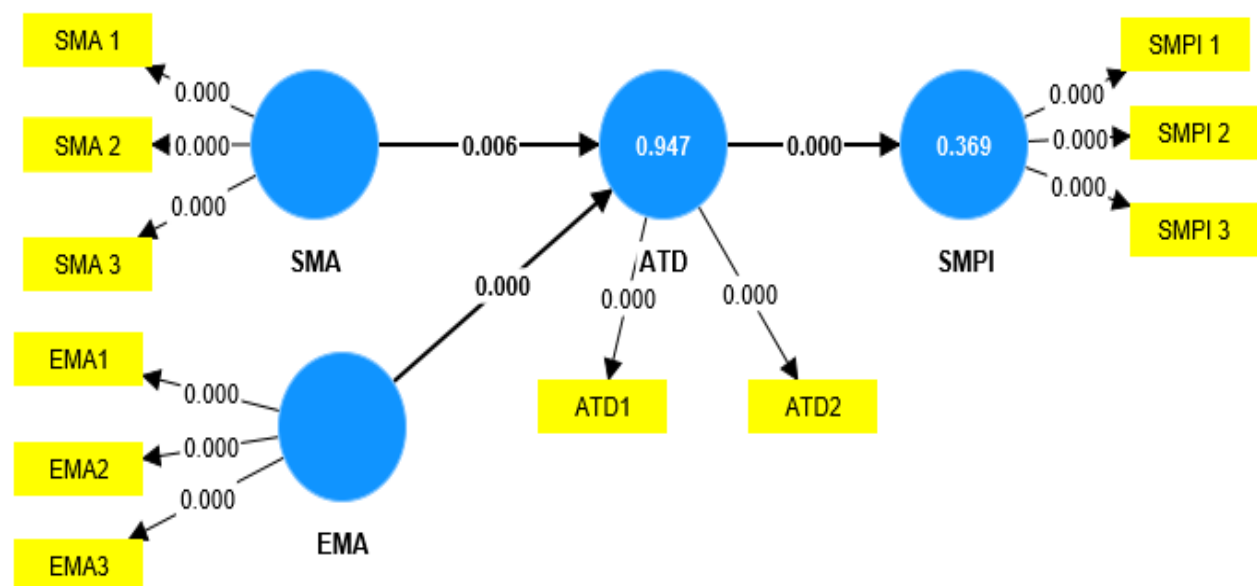 SMA 1
0.000
SMA 2
0.000
SMA 3
0.000
SMA
0.006
0.947
ATD
0.000
0.369
SMPI
0.000
SMPI 1
0.000
SMPI 2
0.000
SMPI 3
0.000
EMA1
0.000
EMA2
0.000
EMA3
0.000
EMA
0.000
ATD1
0.000
ATD2